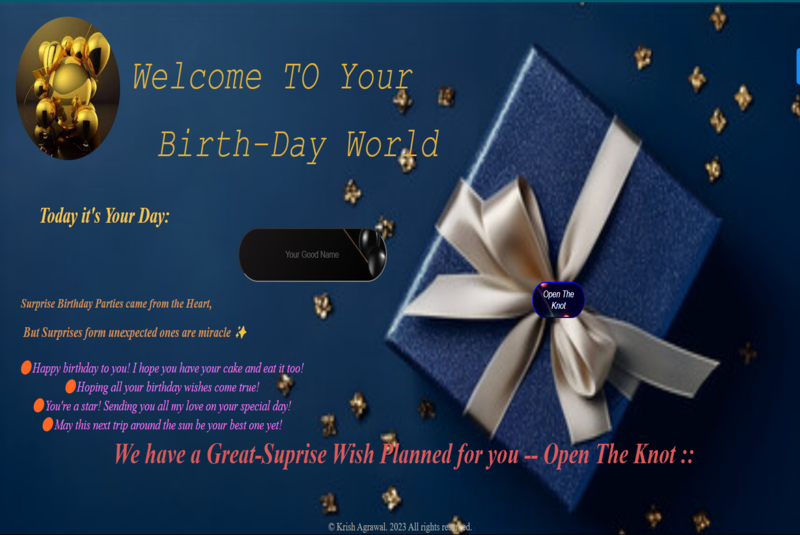 Welcome TO Your
Birth-Day World
Today it's Your Day:
Your Good Name
Open The
Knot
Surprise Birthday Parties came from the Heart,
But Surprises form unexpected ones are miracle ✨
Happy birthday to you! I hope you have your cake and eat it too!
Hoping all your birthday wishes come true!
You're a star! Sending you all my love on your special day!
May this next trip around the sun be your best one yet!
We have a Great-Suprise Wish Planned for you -- Open The Knot ::
© Krish Agrawal. 2023 All rights reserved.